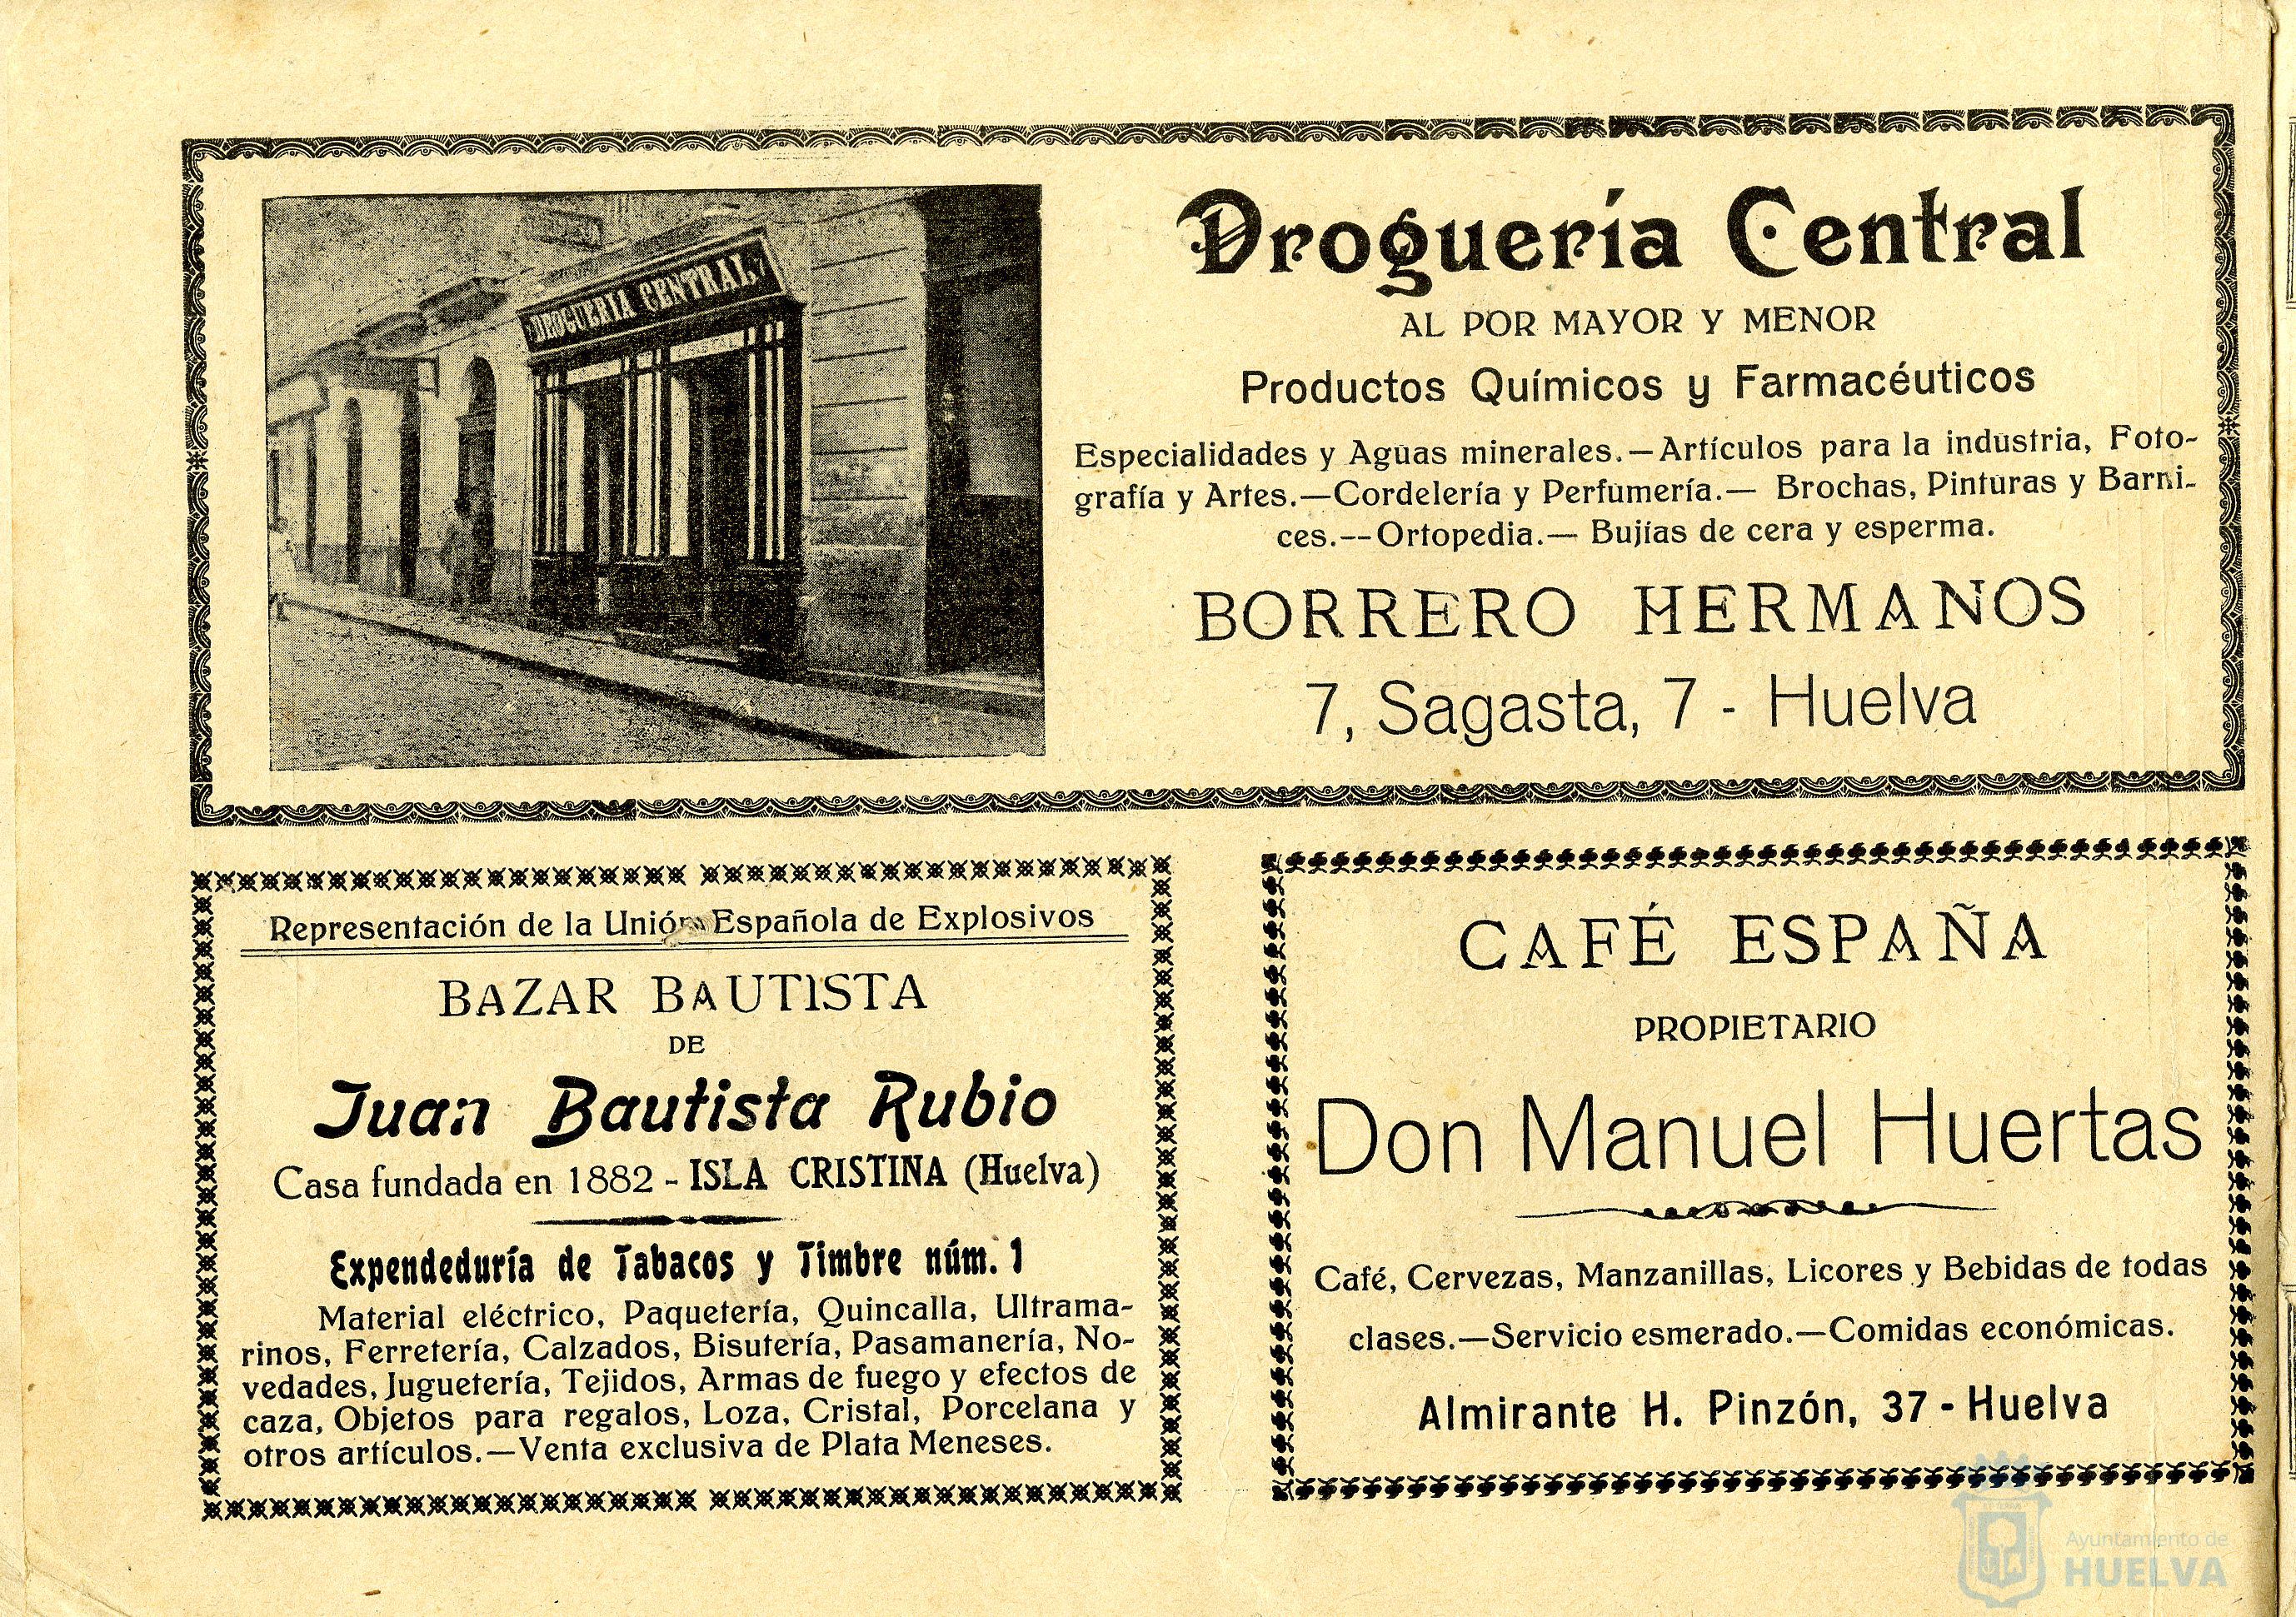 DROGUERIA CENTRAL
Droguería Central
AL POR MAYOR Y MENOR
Productos Químicos y Farmacéuticos
Especialidades y Aguas minerales.—Artículos para la industria, Foto-
grafía y Artes.—Cordelería y Perfumería.— Brochas, Pinturas y Barni-
ces.--Ortopedia.— Bujías de cera y esperma.
BORRERO HERMANOS
7, Sagasta, 7 - Huelva
Representación de la Unión Española de Explosivos
BAZAR BAUTISTA
DE
Juan Bautista Rubio
Casa fundada en 1882 - ISLA CRISTINA (Huelva)
Expendeduría de Tabacos y Timbre núm. 1
Material eléctrico, Paquetería, Quincalla, Ultrama-
rinos, Ferretería, Calzados, Bisutería, Pasamanería, No-
vedades, Juguetería, Tejidos, Armas de fuego y efectos de
caza, Objetos para regalos, Loza, Cristal, Porcelana y
otros artículos.—Venta exclusiva de Plata Meneses.
CAFÉ ESPAÑA
PROPIETARIO
Don Manuel Huertas
Café, Cervezas, Manzanillas, Licores y Bebidas de todas
clases.—Servicio esmerado.—Comidas económicas.
Almirante H. Pinzón, 37 - Huelva
Ayuntamiento de
HUELVA